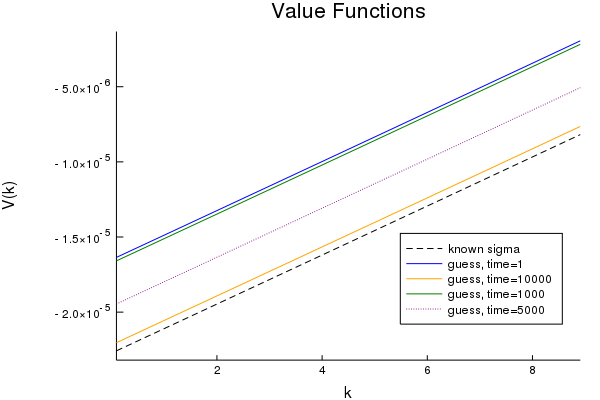 Value Functions
V(k)
- 5.0×10⁻⁶
- 1.0×10⁻⁵
- 1.5×10⁻⁵
- 2.0×10⁻⁵
known sigma
guess, time=1
guess, time=10000
guess, time=1000
guess, time=5000
2 4 6 8
k